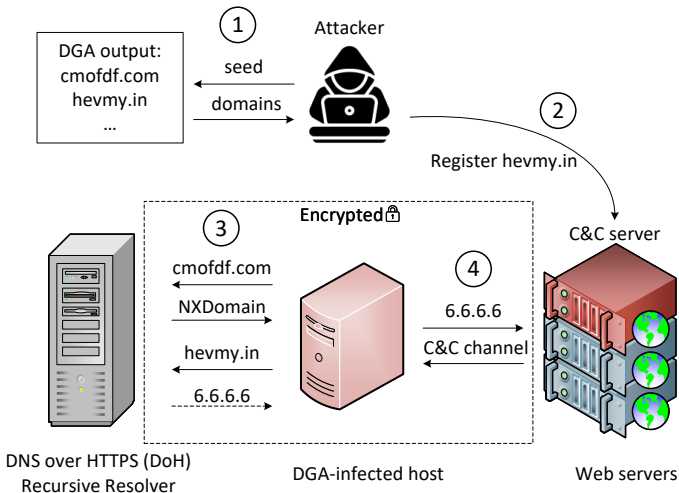 1
Attacker
DGA output:
cmofdf.com
hevmy.in
...
seed
domains
2
Register hevmy.in
Encrypted
3
C&C server
cmofdf.com
4
NXDomain
6.6.6.6
hevmy.in
C&C channel
6.6.6.6
DNS over HTTPS (DoH)
Recursive Resolver
DGA-infected host
Web servers